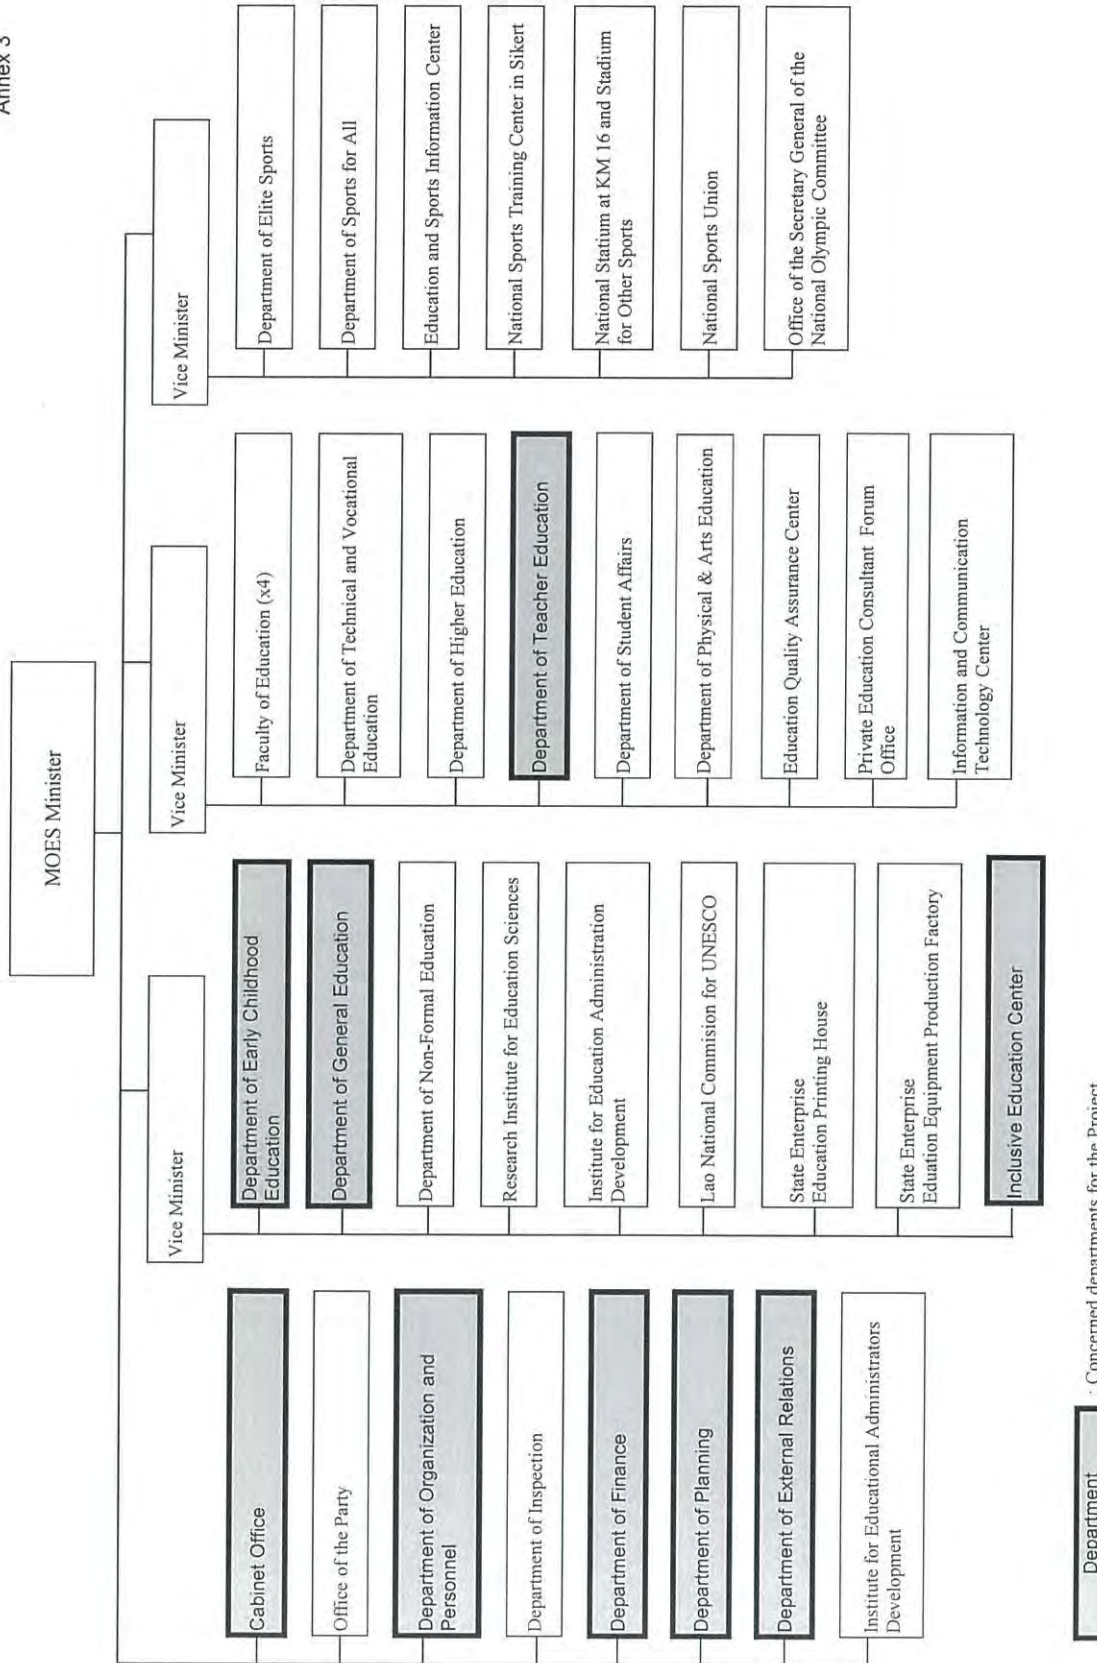 Annex 3
MOES Minister
Cabinet Office
Office of the Party
Department of Organization and
Personnel
Department of Inspection
Department of Finance
Department of Planning
Department of External Relations
Institute for Educational Administrators
Development
Vice Minister
Department of Early Childhood
Education
Department of General Education
Department of Non-Formal Education
Research Institute for Education Sciences
Institute for Education Administration
Development
Lao National Commision for UNESCO
State Enterprise
Education Printing House
State Enterprise
Eduation Equipment Production Factory
Inclusive Education Center
Vice Minister
Faculty of Education (x4)
Department of Technical and Vocational
Education
Department of Higher Education
Department of Teacher Education
Department of Student Affairs
Department of Physical & Arts Education
Education Quality Assurance Center
Private Education Consultant Forum
Office
Information and Communication
Technology Center
Vice Minister
Department of Elite Sports
Department of Sports for All
Education and Sports Information Center
National Sports Training Center in Sikert
National Statium at KM 16 and Stadium
for Other Sports
National Sports Union
Office of the Secretary General of the
National Olympic Committee
Department : Concerned departments for the Project